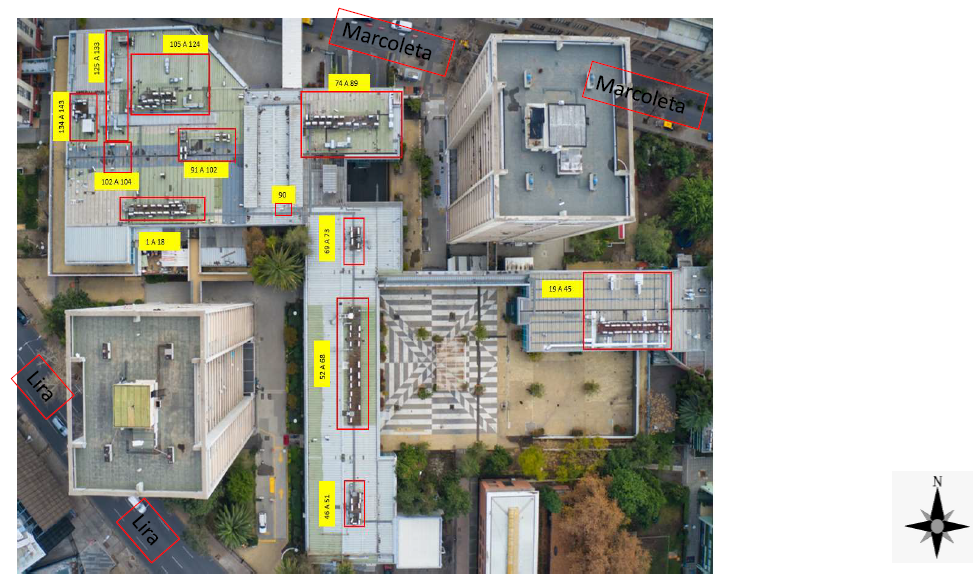 Marcoleta
105 A 124
125 A 133
74 A 89
Marcoleta
134 A 143
91 A 102
102 A 104
90
1 A 18
69 A 73
19 A 45
52 A 68
Lira
46 A 51
Lira
N